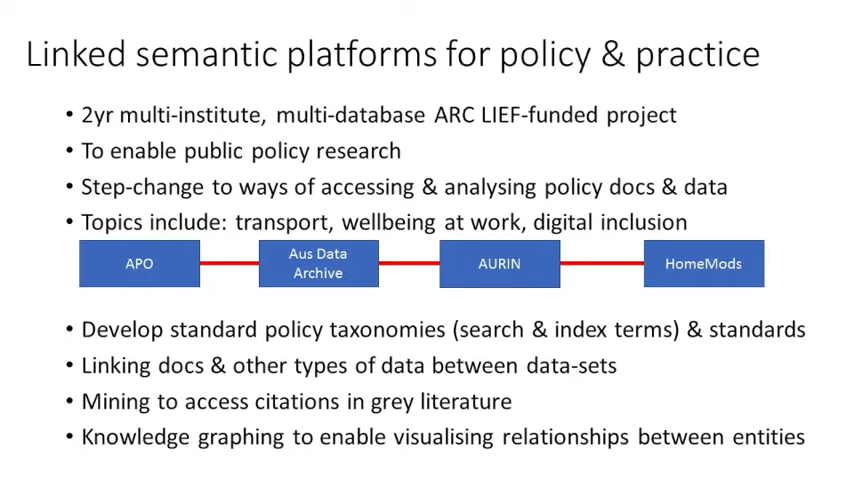 Linked semantic platforms for policy & practice
• 2yr multi-institute, multi-database ARC LIEF-funded project
• To enable public policy research
• Step-change to ways of accessing & analysing policy docs & data
• Topics include: transport, wellbeing at work, digital inclusion
APO
Aus Data
Archive
AURIN
HomeMods
• Develop standard policy taxonomies (search & index terms) & standards
• Linking docs & other types of data between data-sets
• Mining to access citations in grey literature
• Knowledge graphing to enable visualising relationships between entities